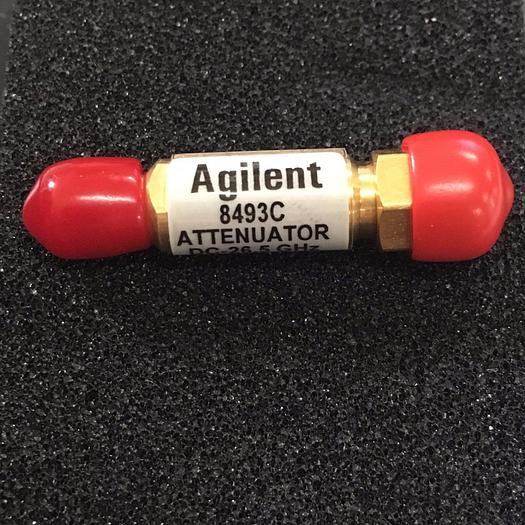 Agilent
8493C
ATTENUATOR
DC-26.5 GHz